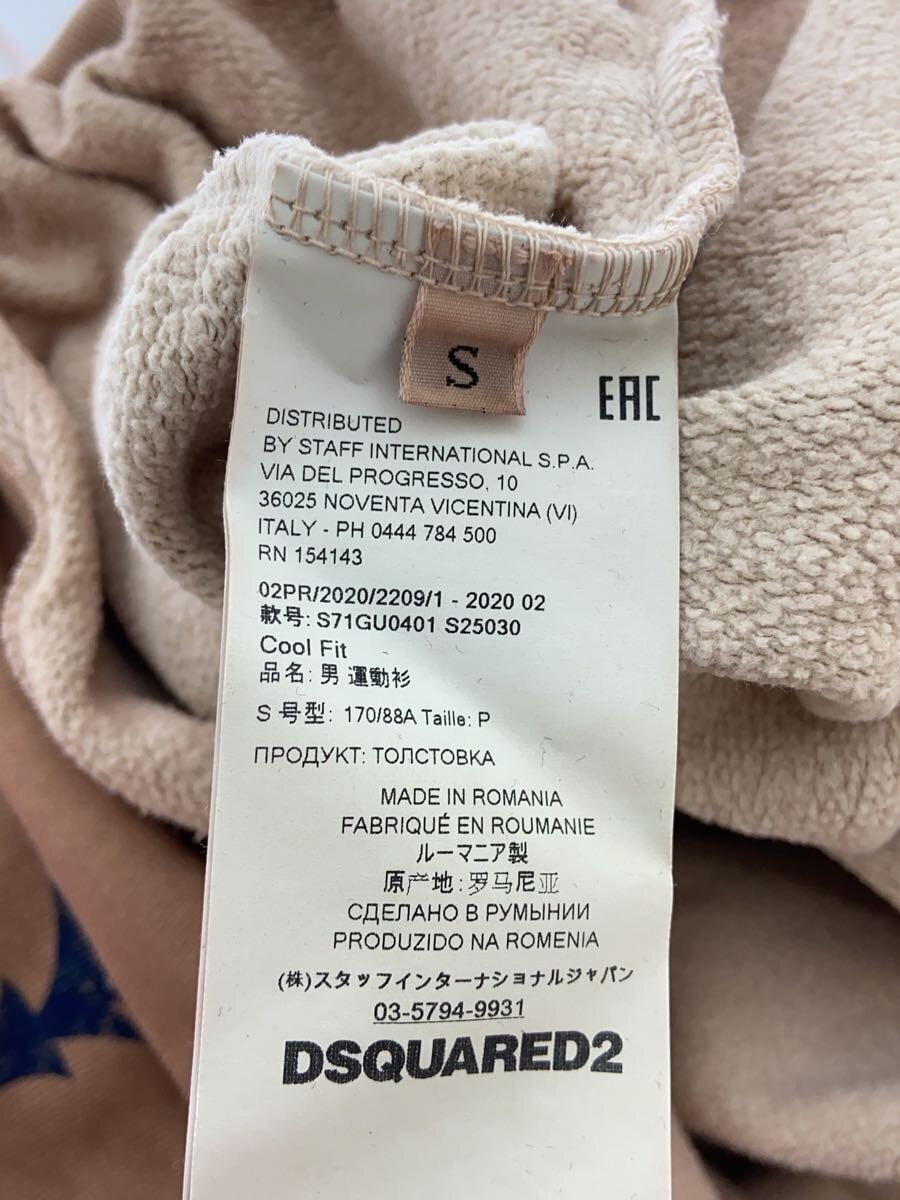 S
EAC
DISTRIBUTED
BY STAFF INTERNATIONAL S.P.A.
VIA DEL PROGRESSO, 10
36025 NOVENTA VICENTINA (VI)
ITALY - PH 0444 784 500
RN 154143
02PR/2020/2209/1 - 2020 02
款号: S71GU0401 S25030
Cool Fit
品名: 男 運動衫
S 号型: 170/88A Taille: P
ПРОДУКТ: ТОЛСТОВКА
MADE IN ROMANIA
FABRIQUÉ EN ROUMANIE
ルーマニア製
原产地: 罗马尼亚
СДЕЛАНО В РУМЫНИИ
PRODUZIDO NA ROMENIA
(株)スタッフインターナショナルジャパン
03-5794-9931
DSQUARED2